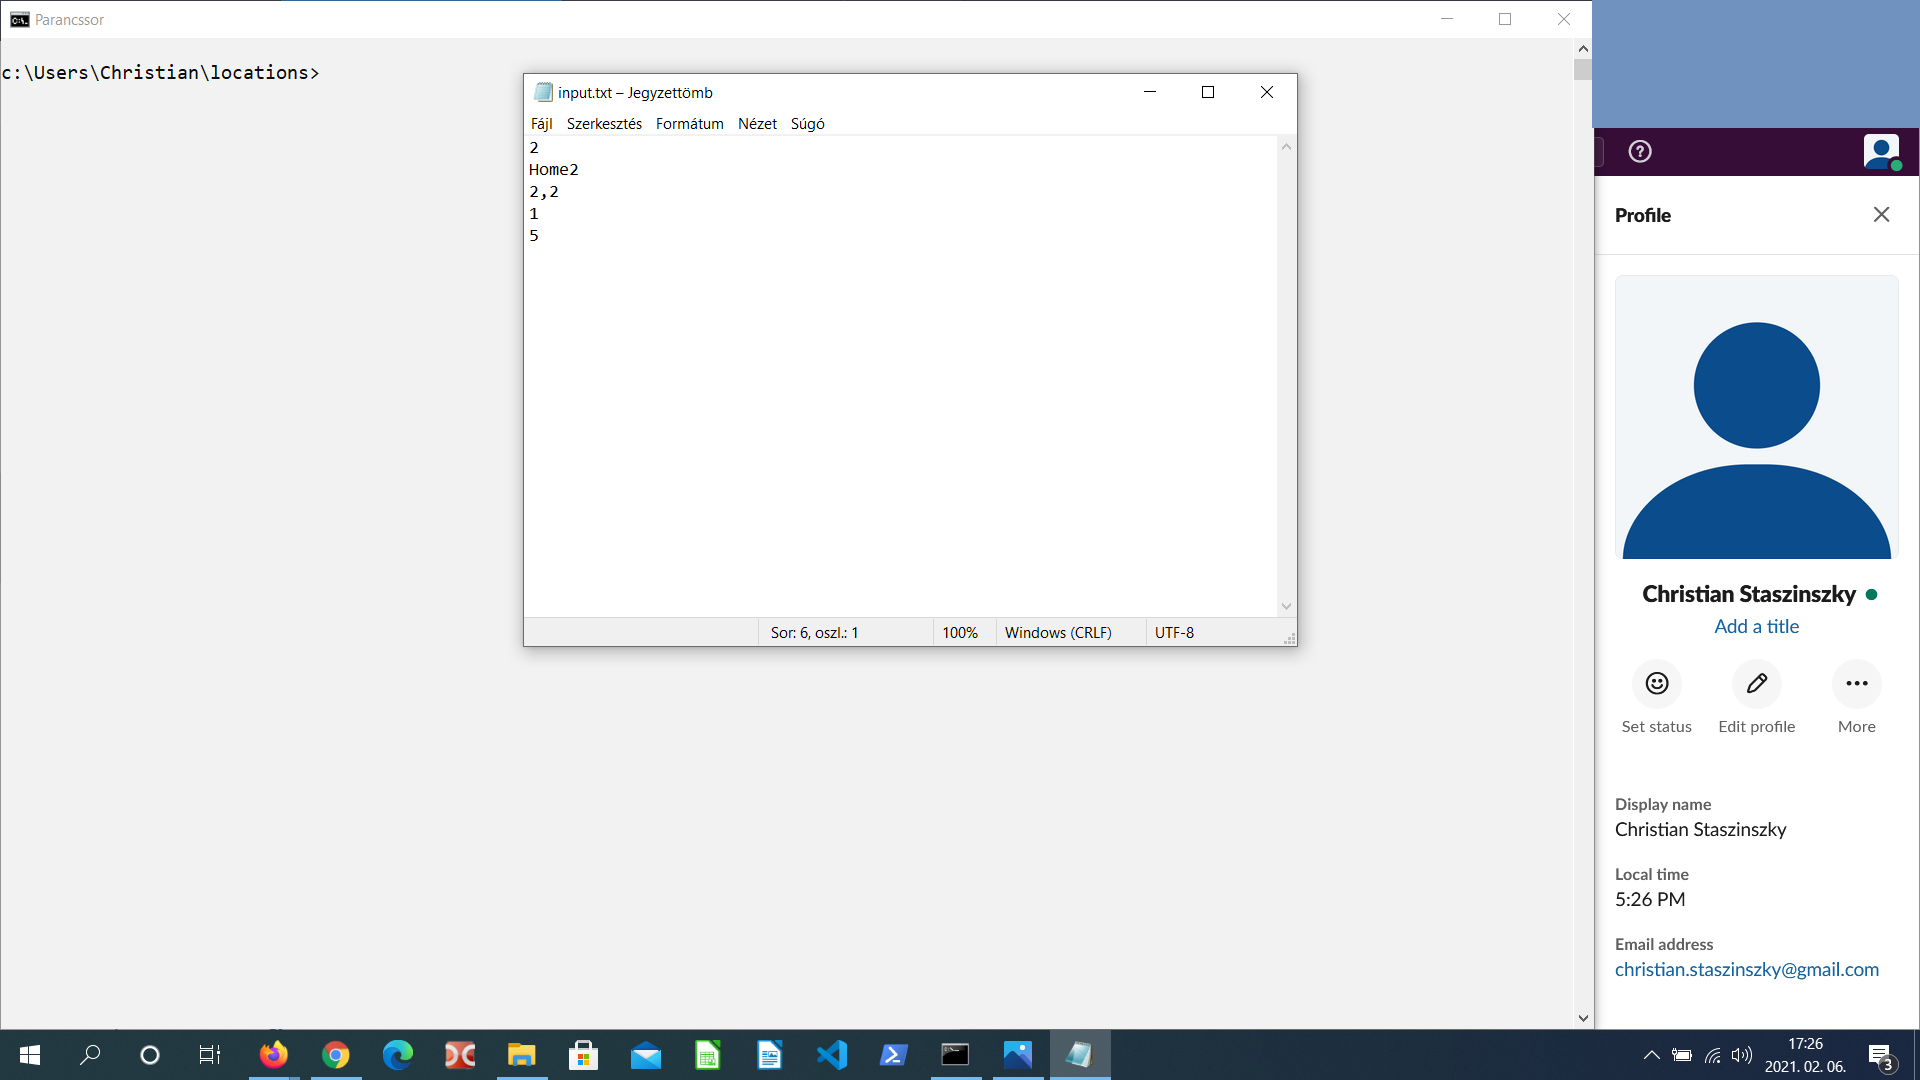 Parancssor
c:\Users\Christian\locations>
input.txt – Jegyzettömb
Fájl Szerkesztés Formátum Nézet Súgó
2
Home2
2,2
1
5
Sor: 6, oszl.: 1 100% Windows (CRLF) UTF-8
Profile
Christian Staszinszky
Add a title
Set status Edit profile More
Display name
Christian Staszinszky
Local time
5:26 PM
Email address
christian.staszinszky@gmail.com
17:26
2021. 02. 06.
3